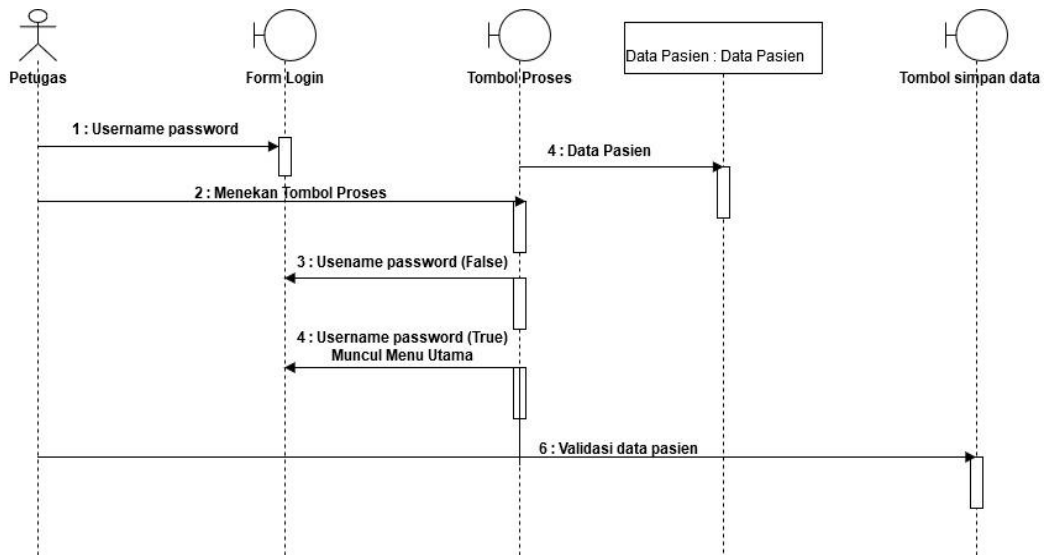 Petugas
Form Login
Tombol Proses
Data Pasien : Data Pasien
Tombol simpan data
1 : Username password
4 : Data Pasien
2 : Menekan Tombol Proses
3 : Usename password (False)
4 : Username password (True)
Muncul Menu Utama
6 : Validasi data pasien